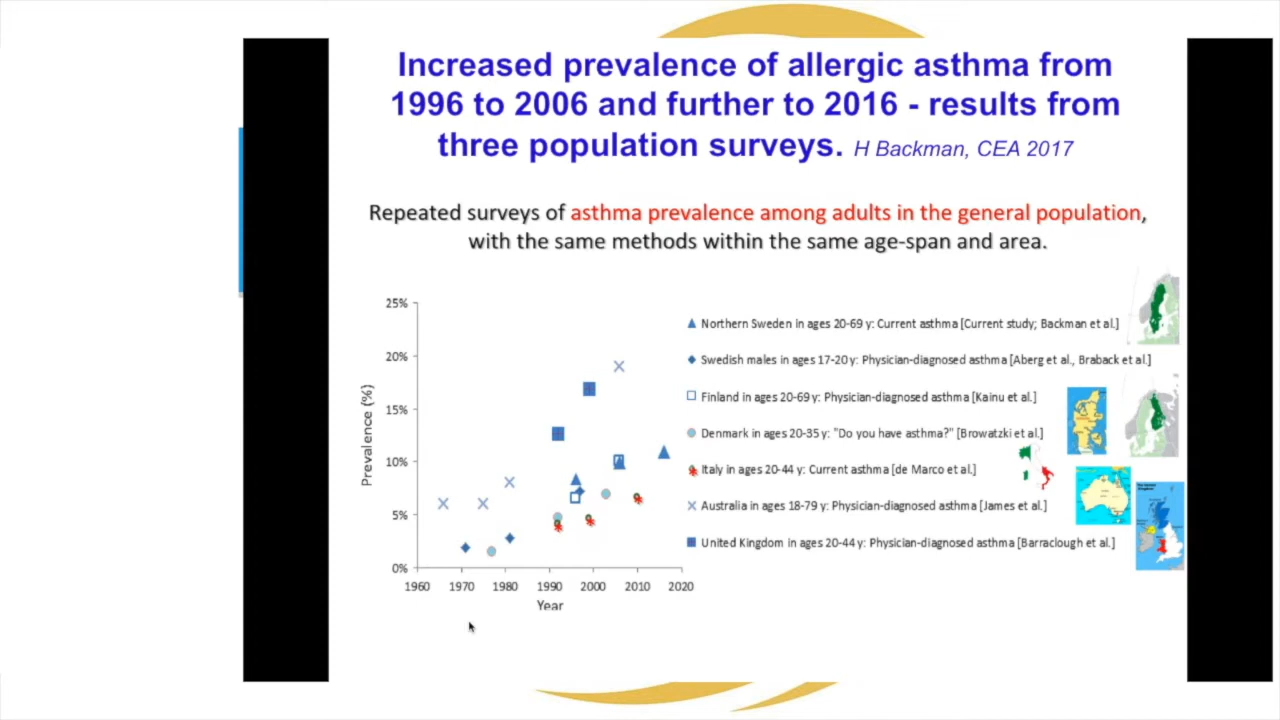 Increased prevalence of allergic asthma from
1996 to 2006 and further to 2016 - results from
three population surveys. H Backman, CEA 2017
Repeated surveys of asthma prevalence among adults in the general population,
with the same methods within the same age-span and area.
Prevalence (%)
25%
20%
15%
10%
5%
0%
1960 1970 1980 1990 2000 2010 2020
Year
Northern Sweden in ages 20-69 y: Current asthma [Current study; Backman et al.]
Swedish males in ages 17-20 y: Physician-diagnosed asthma [Aberg et al., Braback et al.]
Finland in ages 20-69 y: Physician-diagnosed asthma [Kainu et al.]
Denmark in ages 20-35 y: "Do you have asthma?" [Browatzki et al.]
Italy in ages 20-44 y: Current asthma [de Marco et al.]
Australia in ages 18-79 y: Physician-diagnosed asthma [James et al.]
United Kingdom in ages 20-44 y: Physician-diagnosed asthma [Barraclough et al.]